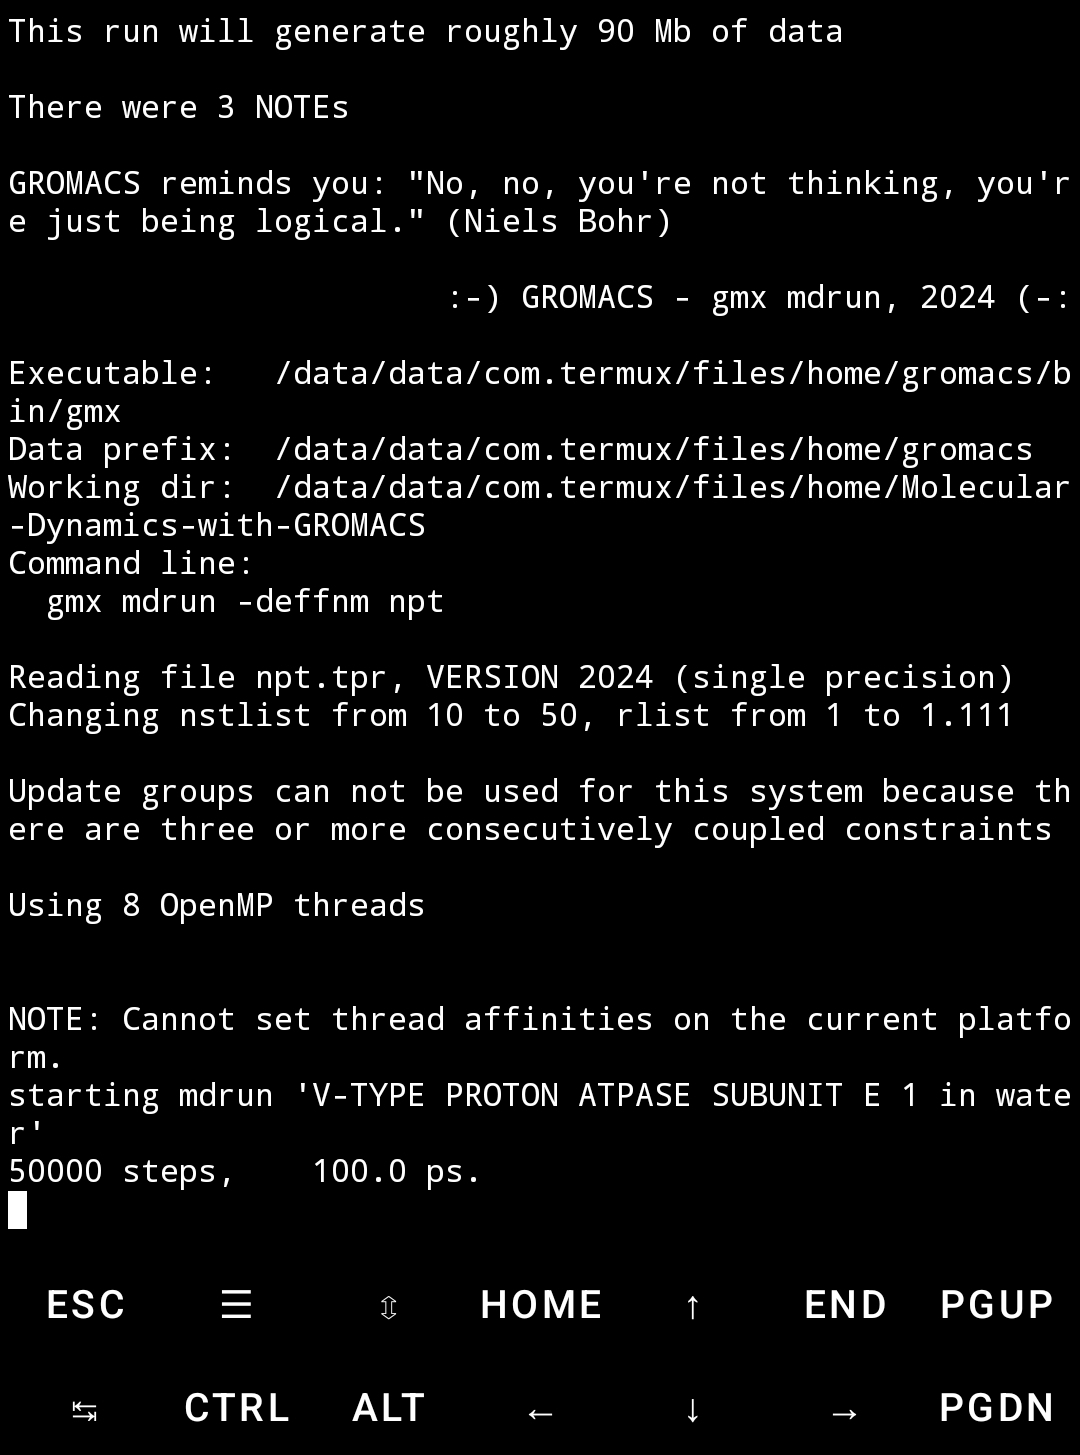 This run will generate roughly 90 Mb of data
There were 3 NOTEs
GROMACS reminds you: "No, no, you're not thinking, you'r
e just being logical." (Niels Bohr)
:-) GROMACS - gmx mdrun, 2024 (-:
Executable:   /data/data/com.termux/files/home/gromacs/b
in/gmx
Data prefix:  /data/data/com.termux/files/home/gromacs
Working dir:  /data/data/com.termux/files/home/Molecular
-Dynamics-with-GROMACS
Command line:
  gmx mdrun -deffnm npt
Reading file npt.tpr, VERSION 2024 (single precision)
Changing nstlist from 10 to 50, rlist from 1 to 1.111
Update groups can not be used for this system because th
ere are three or more consecutively coupled constraints
Using 8 OpenMP threads
NOTE: Cannot set thread affinities on the current platfo
rm.
starting mdrun 'V-TYPE PROTON ATPASE SUBUNIT E 1 in wate
r'
50000 steps,    100.0 ps.
ESC ☰ ⇳ HOME ↑ END PGUP
↹ CTRL ALT ← ↓ → PGDN